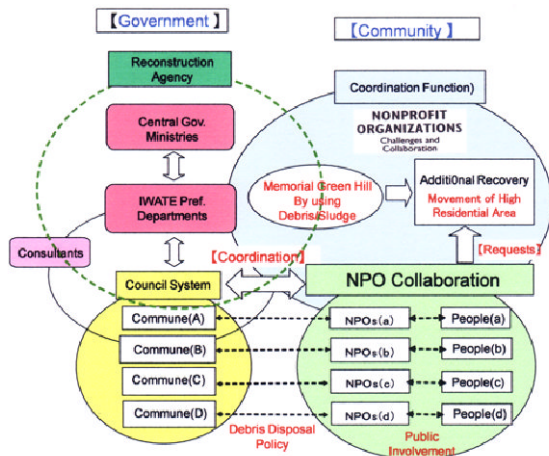 【Government】
【Community】
Reconstruction
Agency
Coordination Function)
Central Gov.
Ministries
NONPROFIT
ORGANIZATIONS
Challenges and
Collaboration
IWATE Pref.
Departments
Memorial Green Hill
By using
Debris/Sludge
Additi0nal Recovery
Movement of High
Residential Area
Consultants
【Coordination】
【Requests】
Council System
NPO Collaboration
Commune(A)
NPOs(a)
People(a)
Commune(B)
NPOs(b)
People(b)
Commune(C)
NPOs(c)
People(c)
Commune(D)
NPOs(d)
People(d)
Debris Disposal
Policy
Public
Involvement